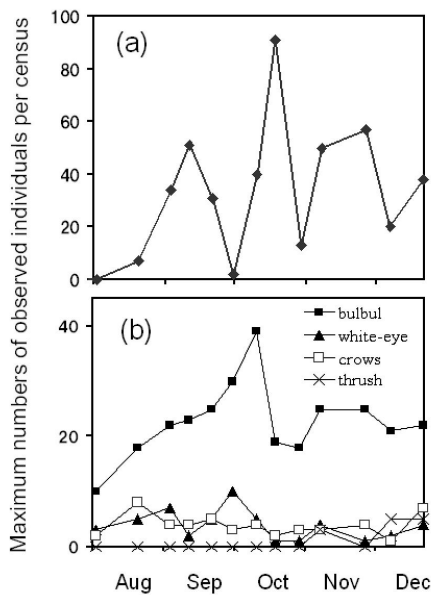 Maximum numbers of observed individuals per census
(a)
100
80
60
40
20
0
(b)
bulbul
white-eye
crows
thrush
40
20
0
Aug Sep Oct Nov Dec